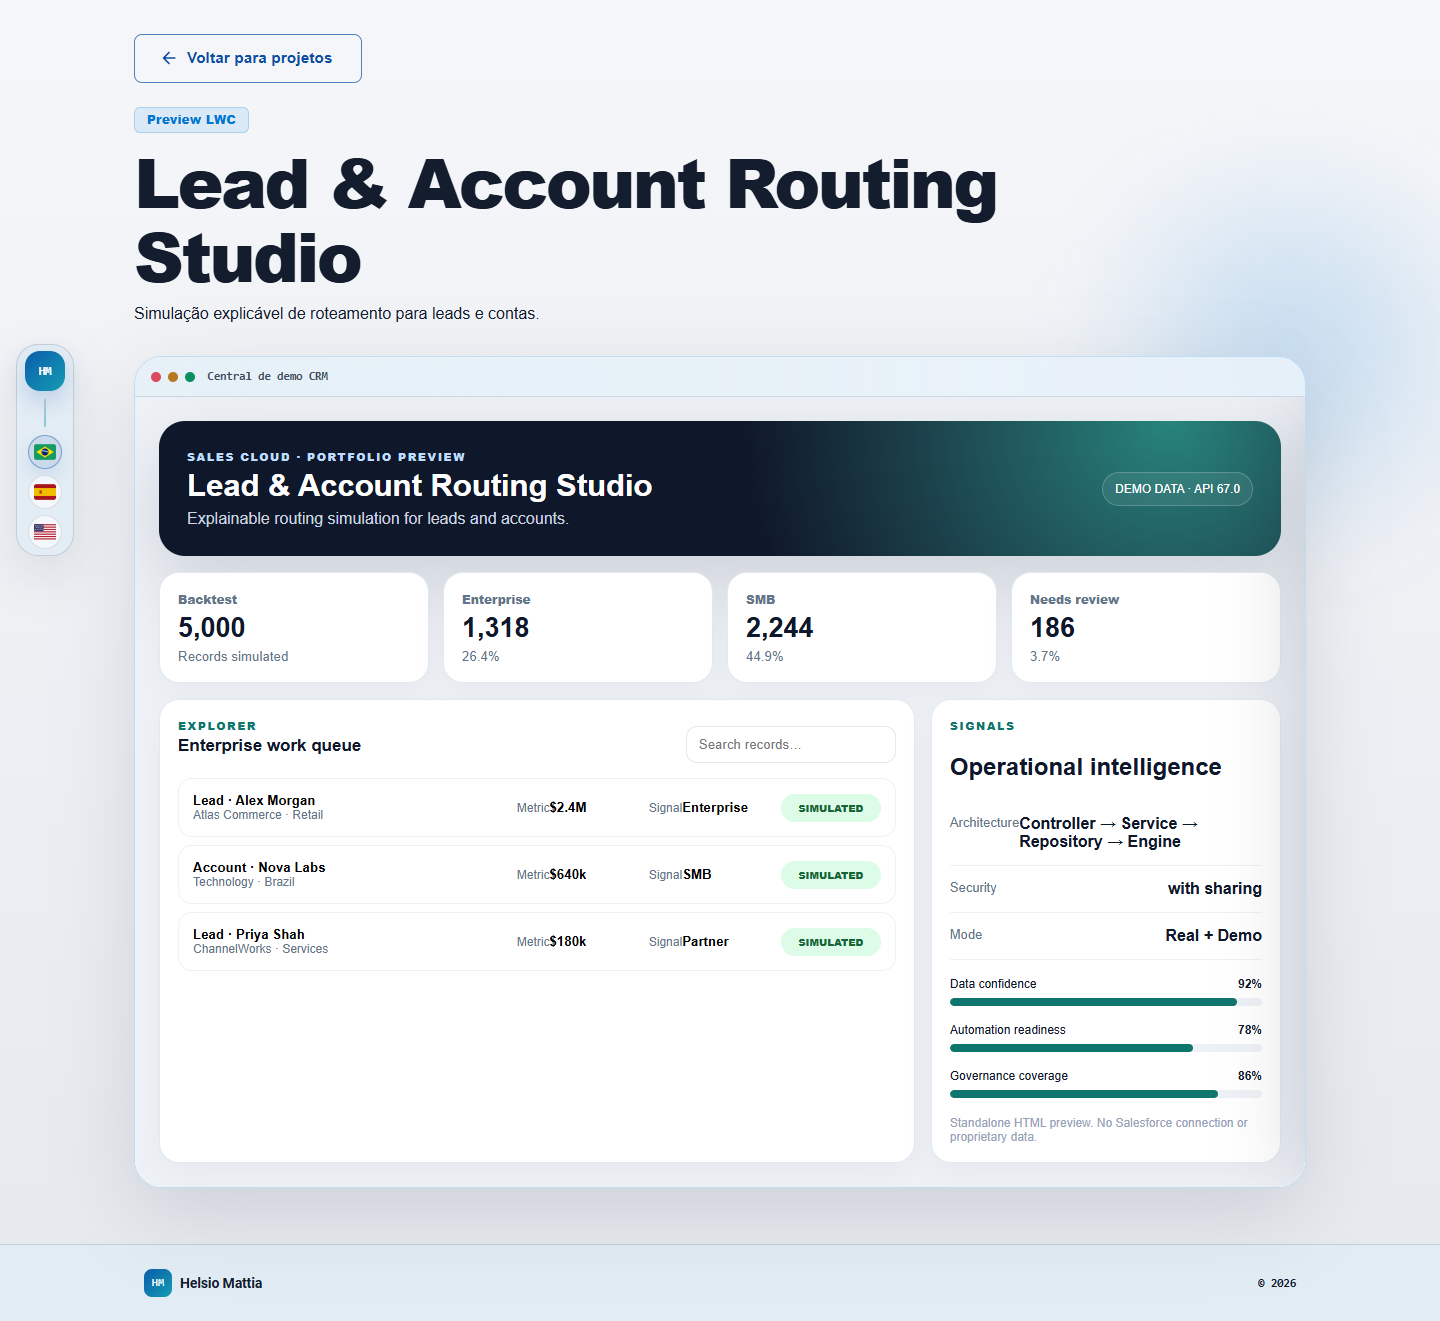 Voltar para projetos
Preview LWC
Lead & Account Routing
Studio
Simulação explicável de roteamento para leads e contas.
HM
Central de demo CRM
SALES CLOUD · PORTFOLIO PREVIEW
Lead & Account Routing Studio
Explainable routing simulation for leads and accounts.
DEMO DATA · API 67.0
Backtest
5,000
Records simulated
Enterprise
1,318
26.4%
SMB
2,244
44.9%
Needs review
186
3.7%
EXPLORER
Enterprise work queue
Search records...
Lead · Alex Morgan
Atlas Commerce · Retail
Metric$2.4M
SignalEnterprise
SIMULATED
Account · Nova Labs
Technology · Brazil
Metric$640k
SignalSMB
SIMULATED
Lead · Priya Shah
ChannelWorks · Services
Metric$180k
SignalPartner
SIMULATED
SIGNALS
Operational intelligence
ArchitectureController → Service →
Repository → Engine
Security with sharing
Mode Real + Demo
Data confidence 92%
Automation readiness 78%
Governance coverage 86%
Standalone HTML preview. No Salesforce connection or
proprietary data.
HM Helsio Mattia
© 2026